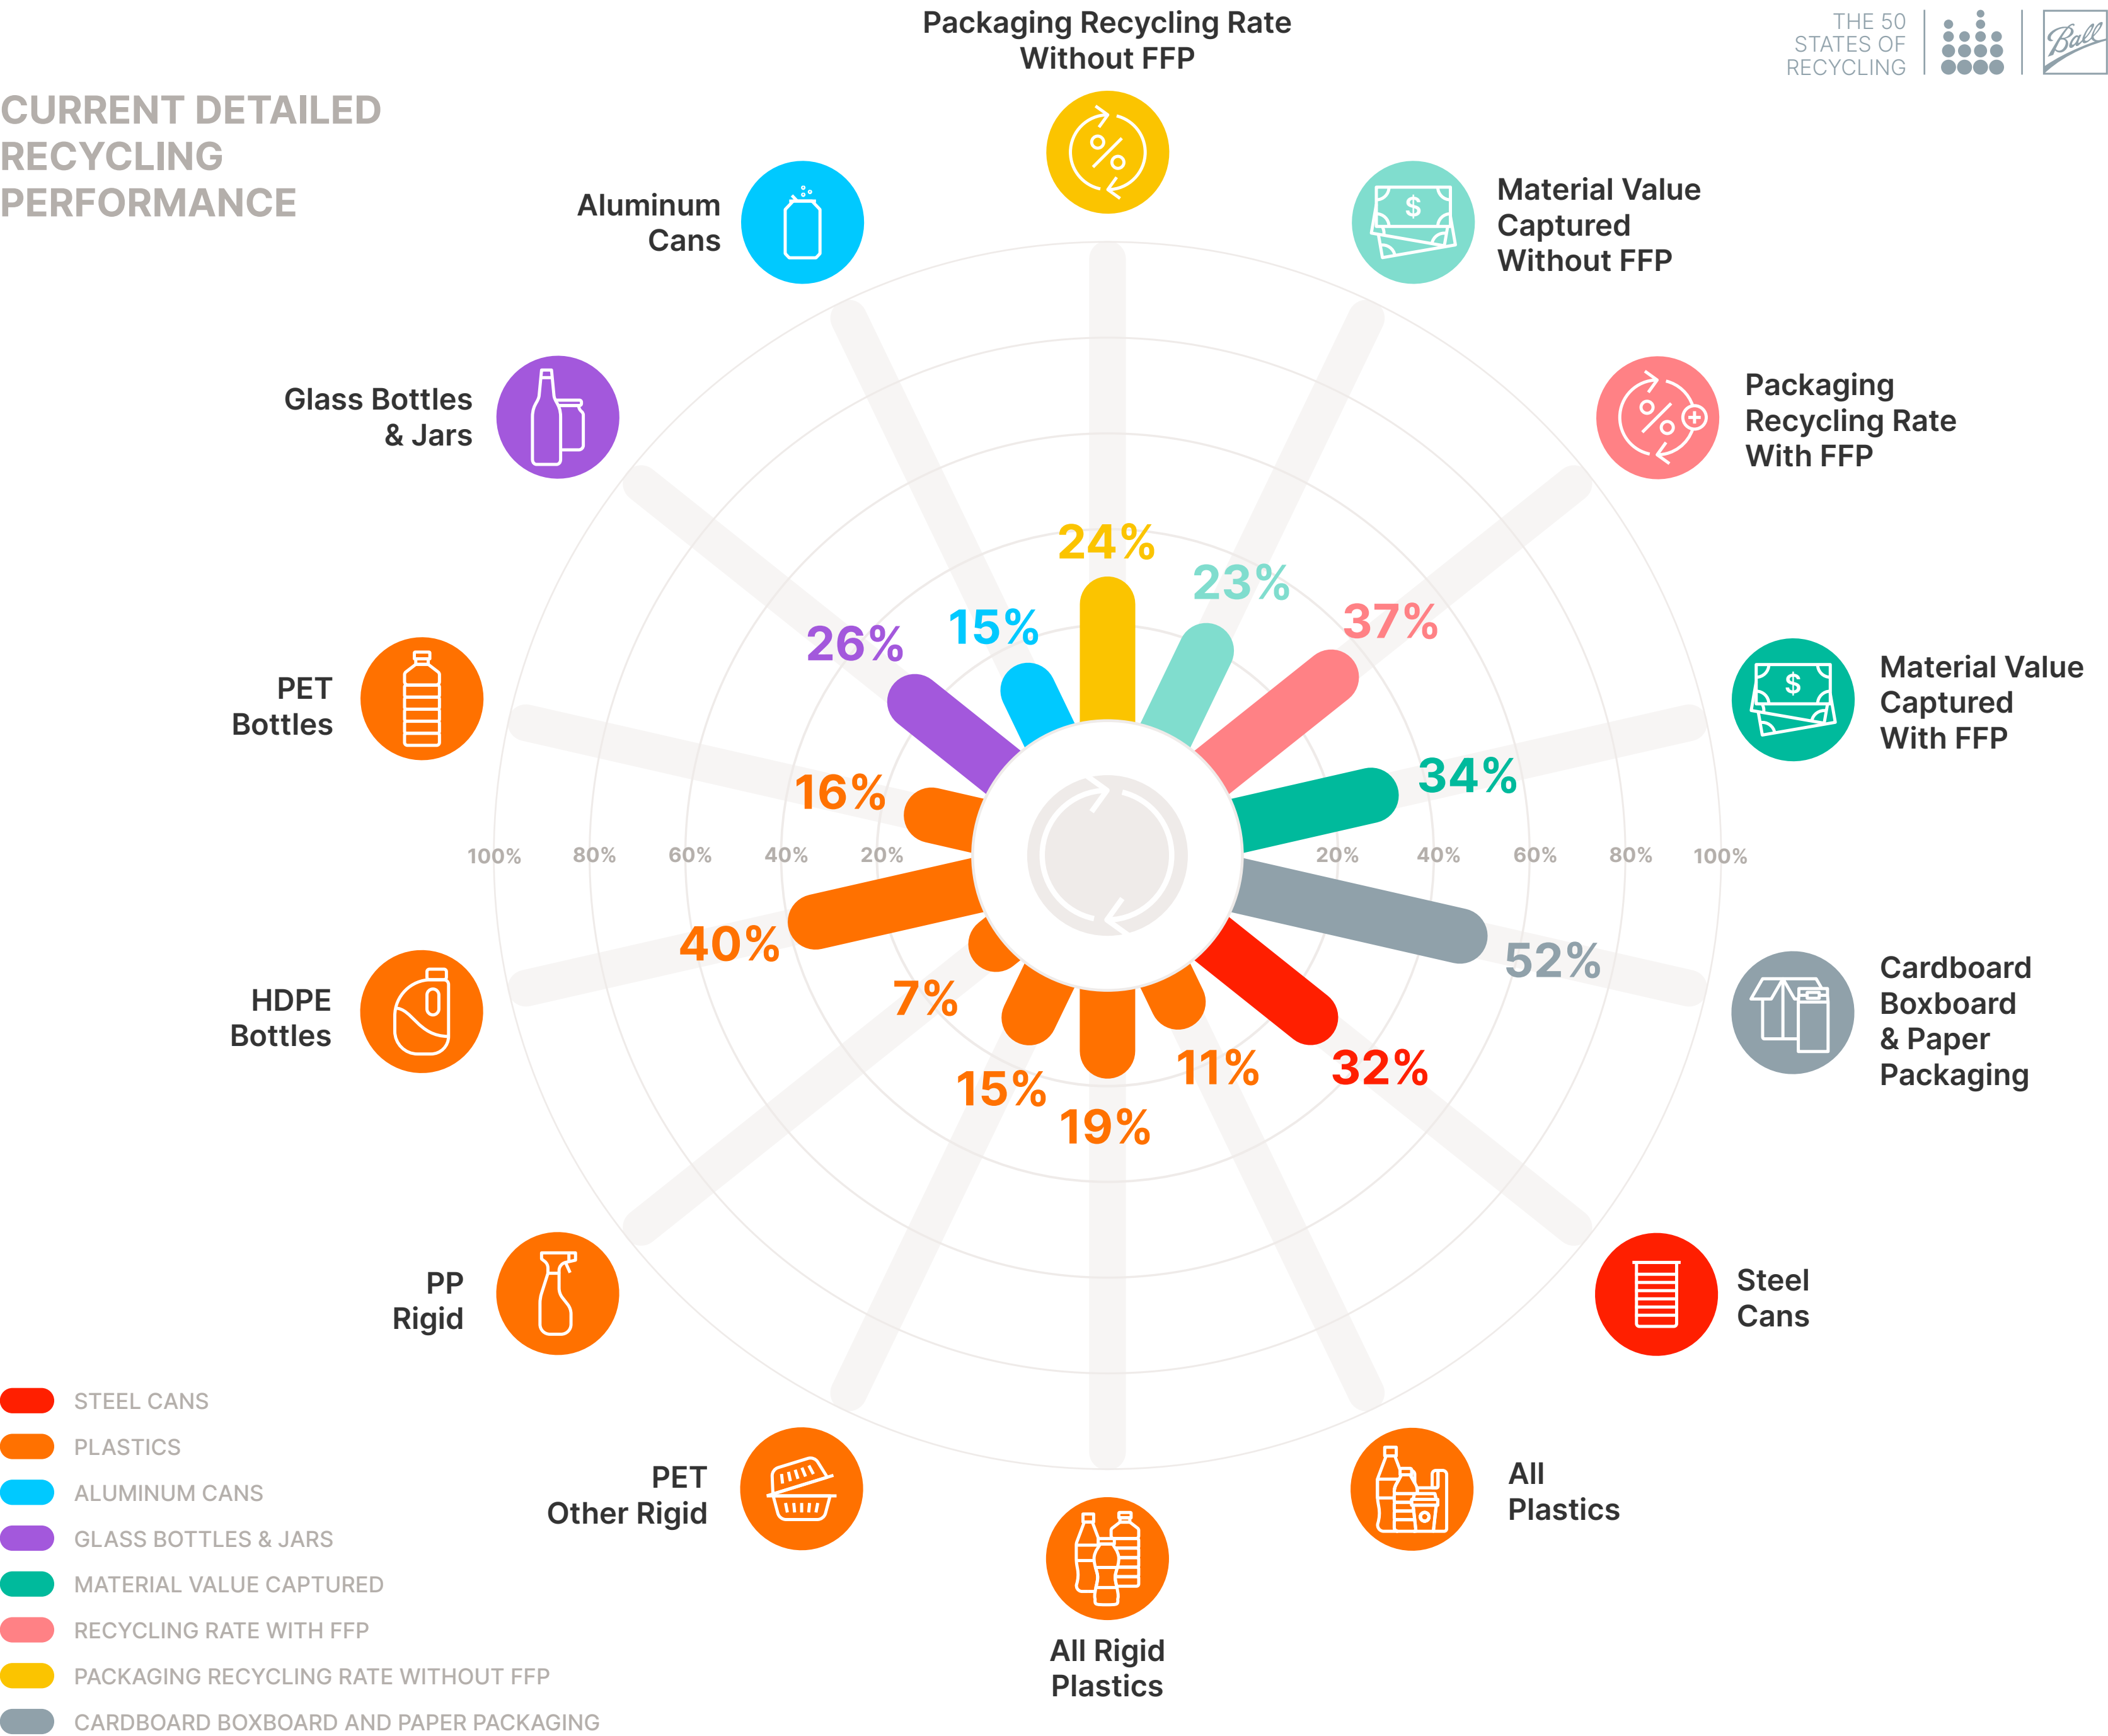 Packaging Recycling Rate
Without FFP
THE 50
STATES OF
RECYCLING
Ball
CURRENT DETAILED
RECYCLING
PERFORMANCE
Aluminum
Cans
Material Value
Captured
Without FFP
$
Glass Bottles
& Jars
Packaging
Recycling Rate
With FFP
24%
23%
37%
15%
26%
PET
Bottles
Material Value
Captured
With FFP
$
16%
34%
100% 80% 60% 40% 20% 20% 40% 60% 80% 100%
40%
52%
HDPE
Bottles
Cardboard
Boxboard
& Paper
Packaging
7%
15%
19%
11%
32%
PP
Rigid
Steel
Cans
PET
Other Rigid
All
Plastics
All Rigid
Plastics
STEEL CANS
PLASTICS
ALUMINUM CANS
GLASS BOTTLES & JARS
MATERIAL VALUE CAPTURED
RECYCLING RATE WITH FFP
PACKAGING RECYCLING RATE WITHOUT FFP
CARDBOARD BOXBOARD AND PAPER PACKAGING